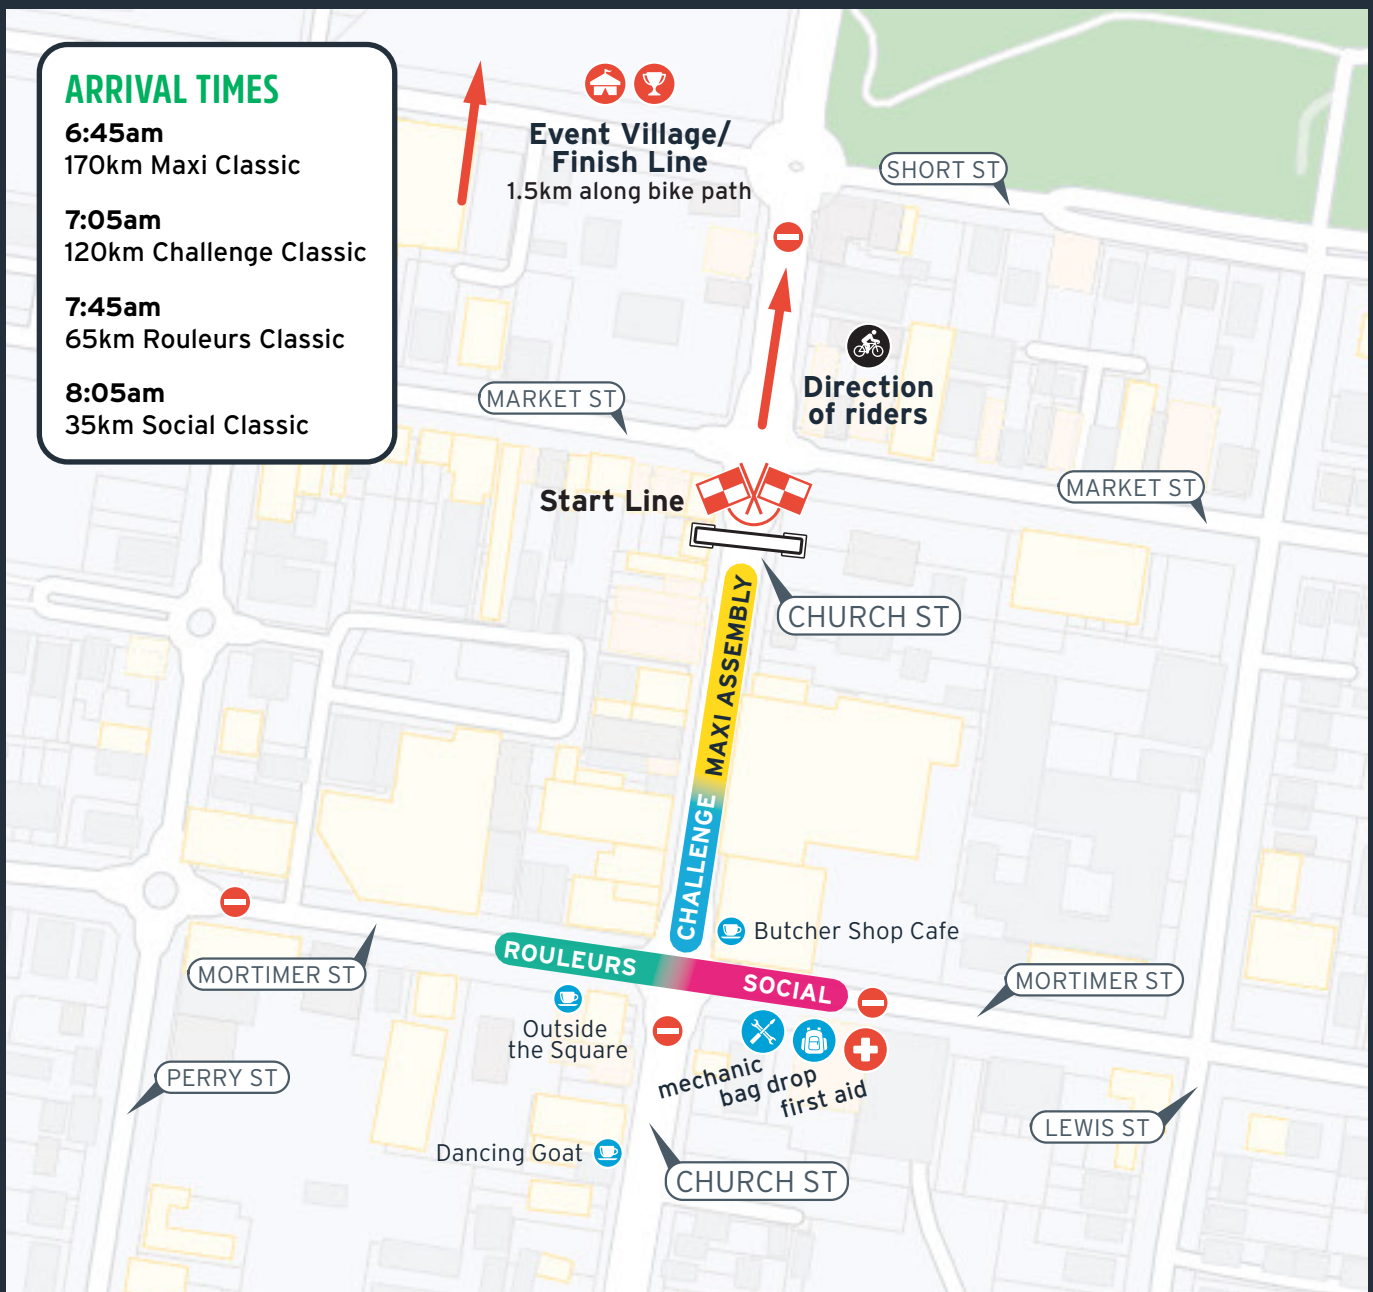 ARRIVAL TIMES
6:45am
170km Maxi Classic
7:05am
120km Challenge Classic
7:45am
65km Rouleurs Classic
8:05am
35km Social Classic
Event Village/
Finish Line
1.5km along bike path
SHORT ST
Direction
of riders
MARKET ST
MARKET ST
Start Line
CHURCH ST
MAXI ASSEMBLY
CHALLENGE
Butcher Shop Cafe
ROULEURS
SOCIAL
MORTIMER ST
MORTIMER ST
Outside
the Square
mechanic
bag drop
first aid
PERRY ST
LEWIS ST
Dancing Goat
CHURCH ST